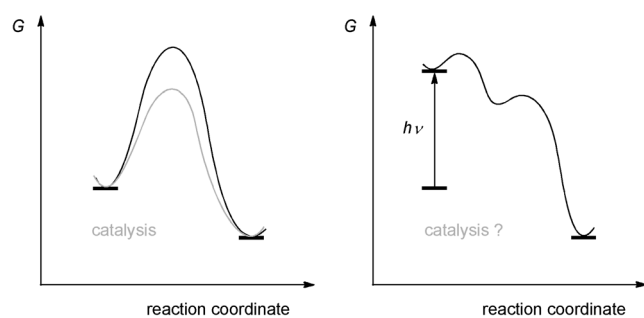 G
catalysis
reaction coordinate
G
hν
catalysis ?
reaction coordinate